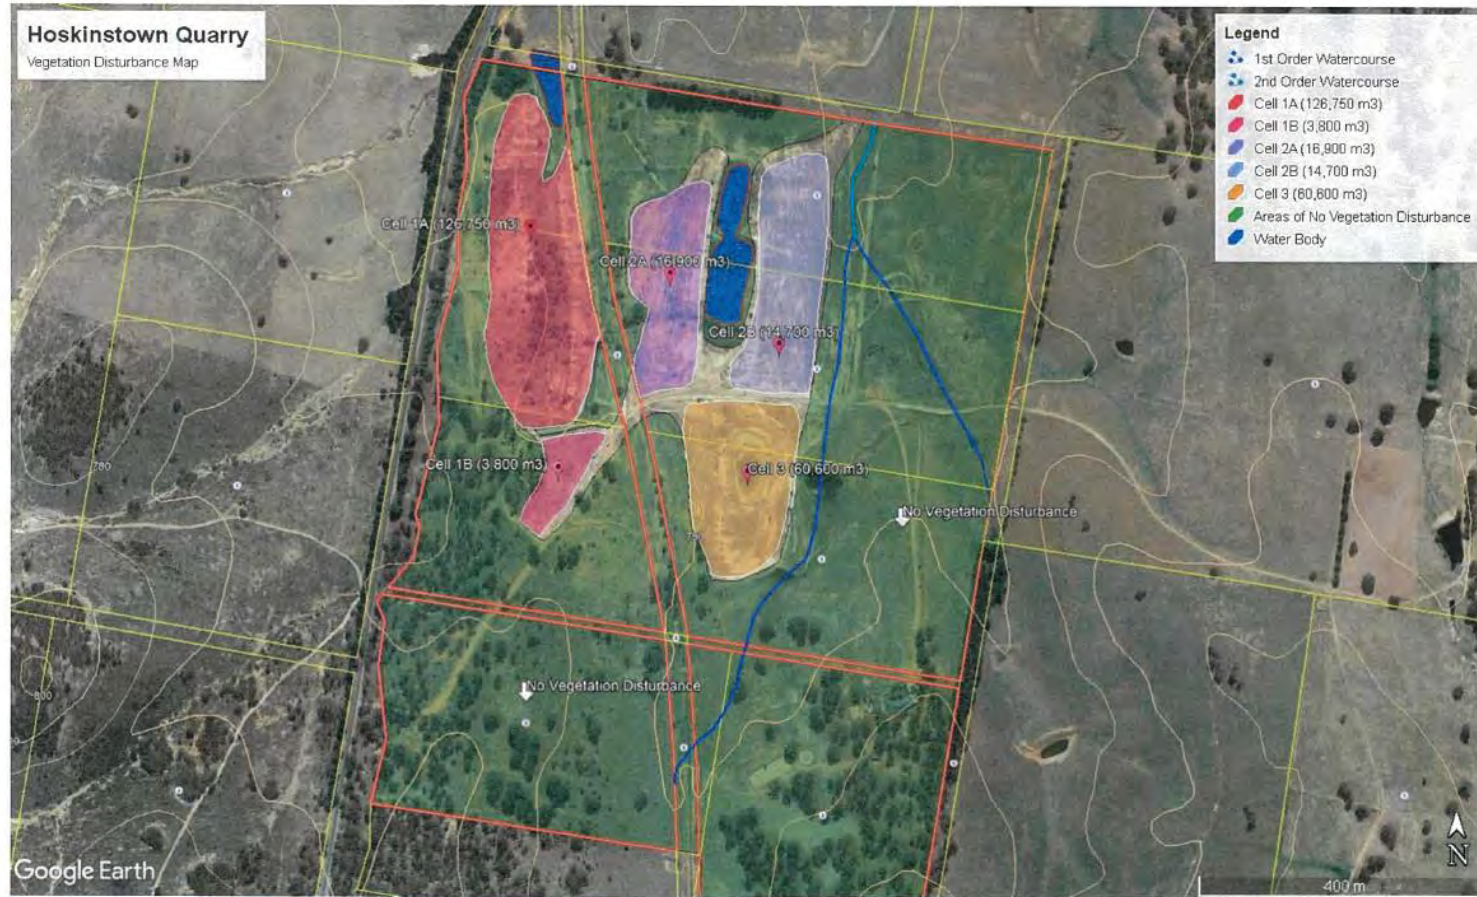 Hoskinstown Quarry
Vegetation Disturbance Map
Legend
1st Order Watercourse
2nd Order Watercourse
Cell 1A (126,750 m3)
Cell 1B (3,800 m3)
Cell 2A (16,900 m3)
Cell 2B (14,700 m3)
Cell 3 (60,600 m3)
Areas of No Vegetation Disturbance
Water Body
Cell 1A (126,750 m3)
Cell 2A (16,900 m3)
Cell 2B (14,700 m3)
Cell 1B (3,800 m3)
Cell 3 (60,600 m3)
780
No Vegetation Disturbance
No Vegetation Disturbance
800
Google Earth
N
400 m